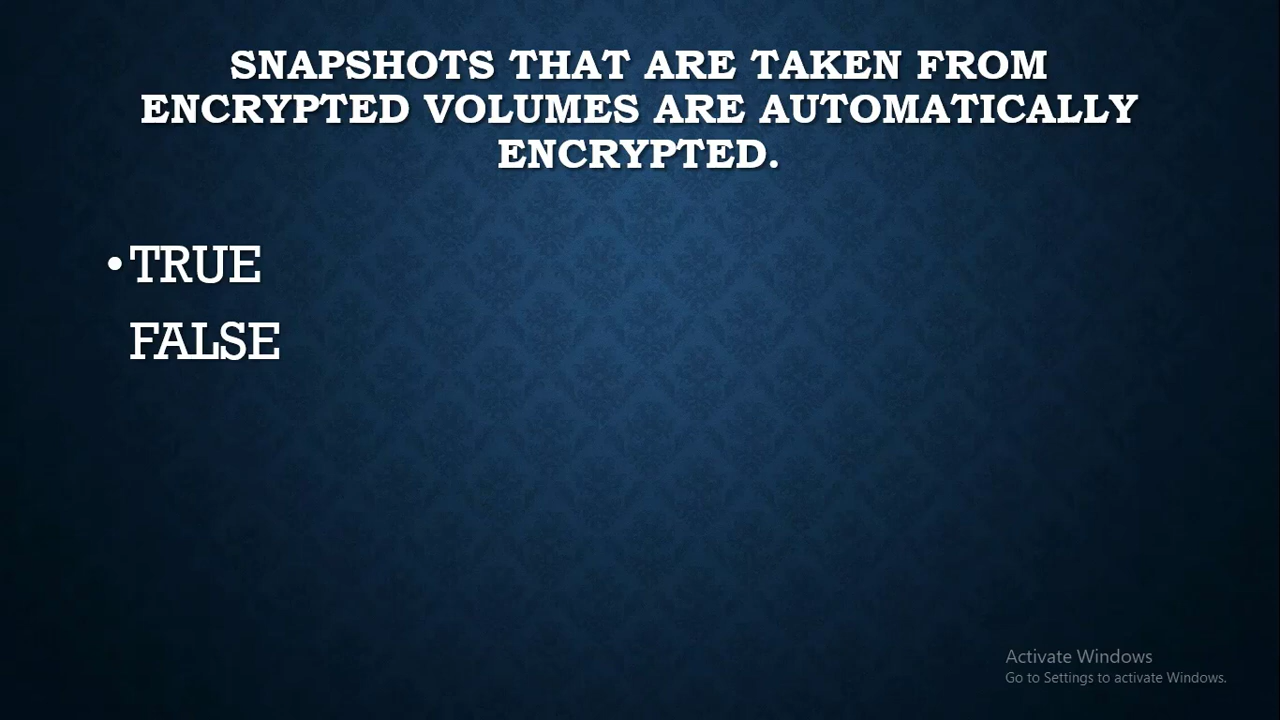 SNAPSHOTS THAT ARE TAKEN FROM
ENCRYPTED VOLUMES ARE AUTOMATICALLY
ENCRYPTED.
• TRUE
FALSE
Activate Windows
Go to Settings to activate Windows.